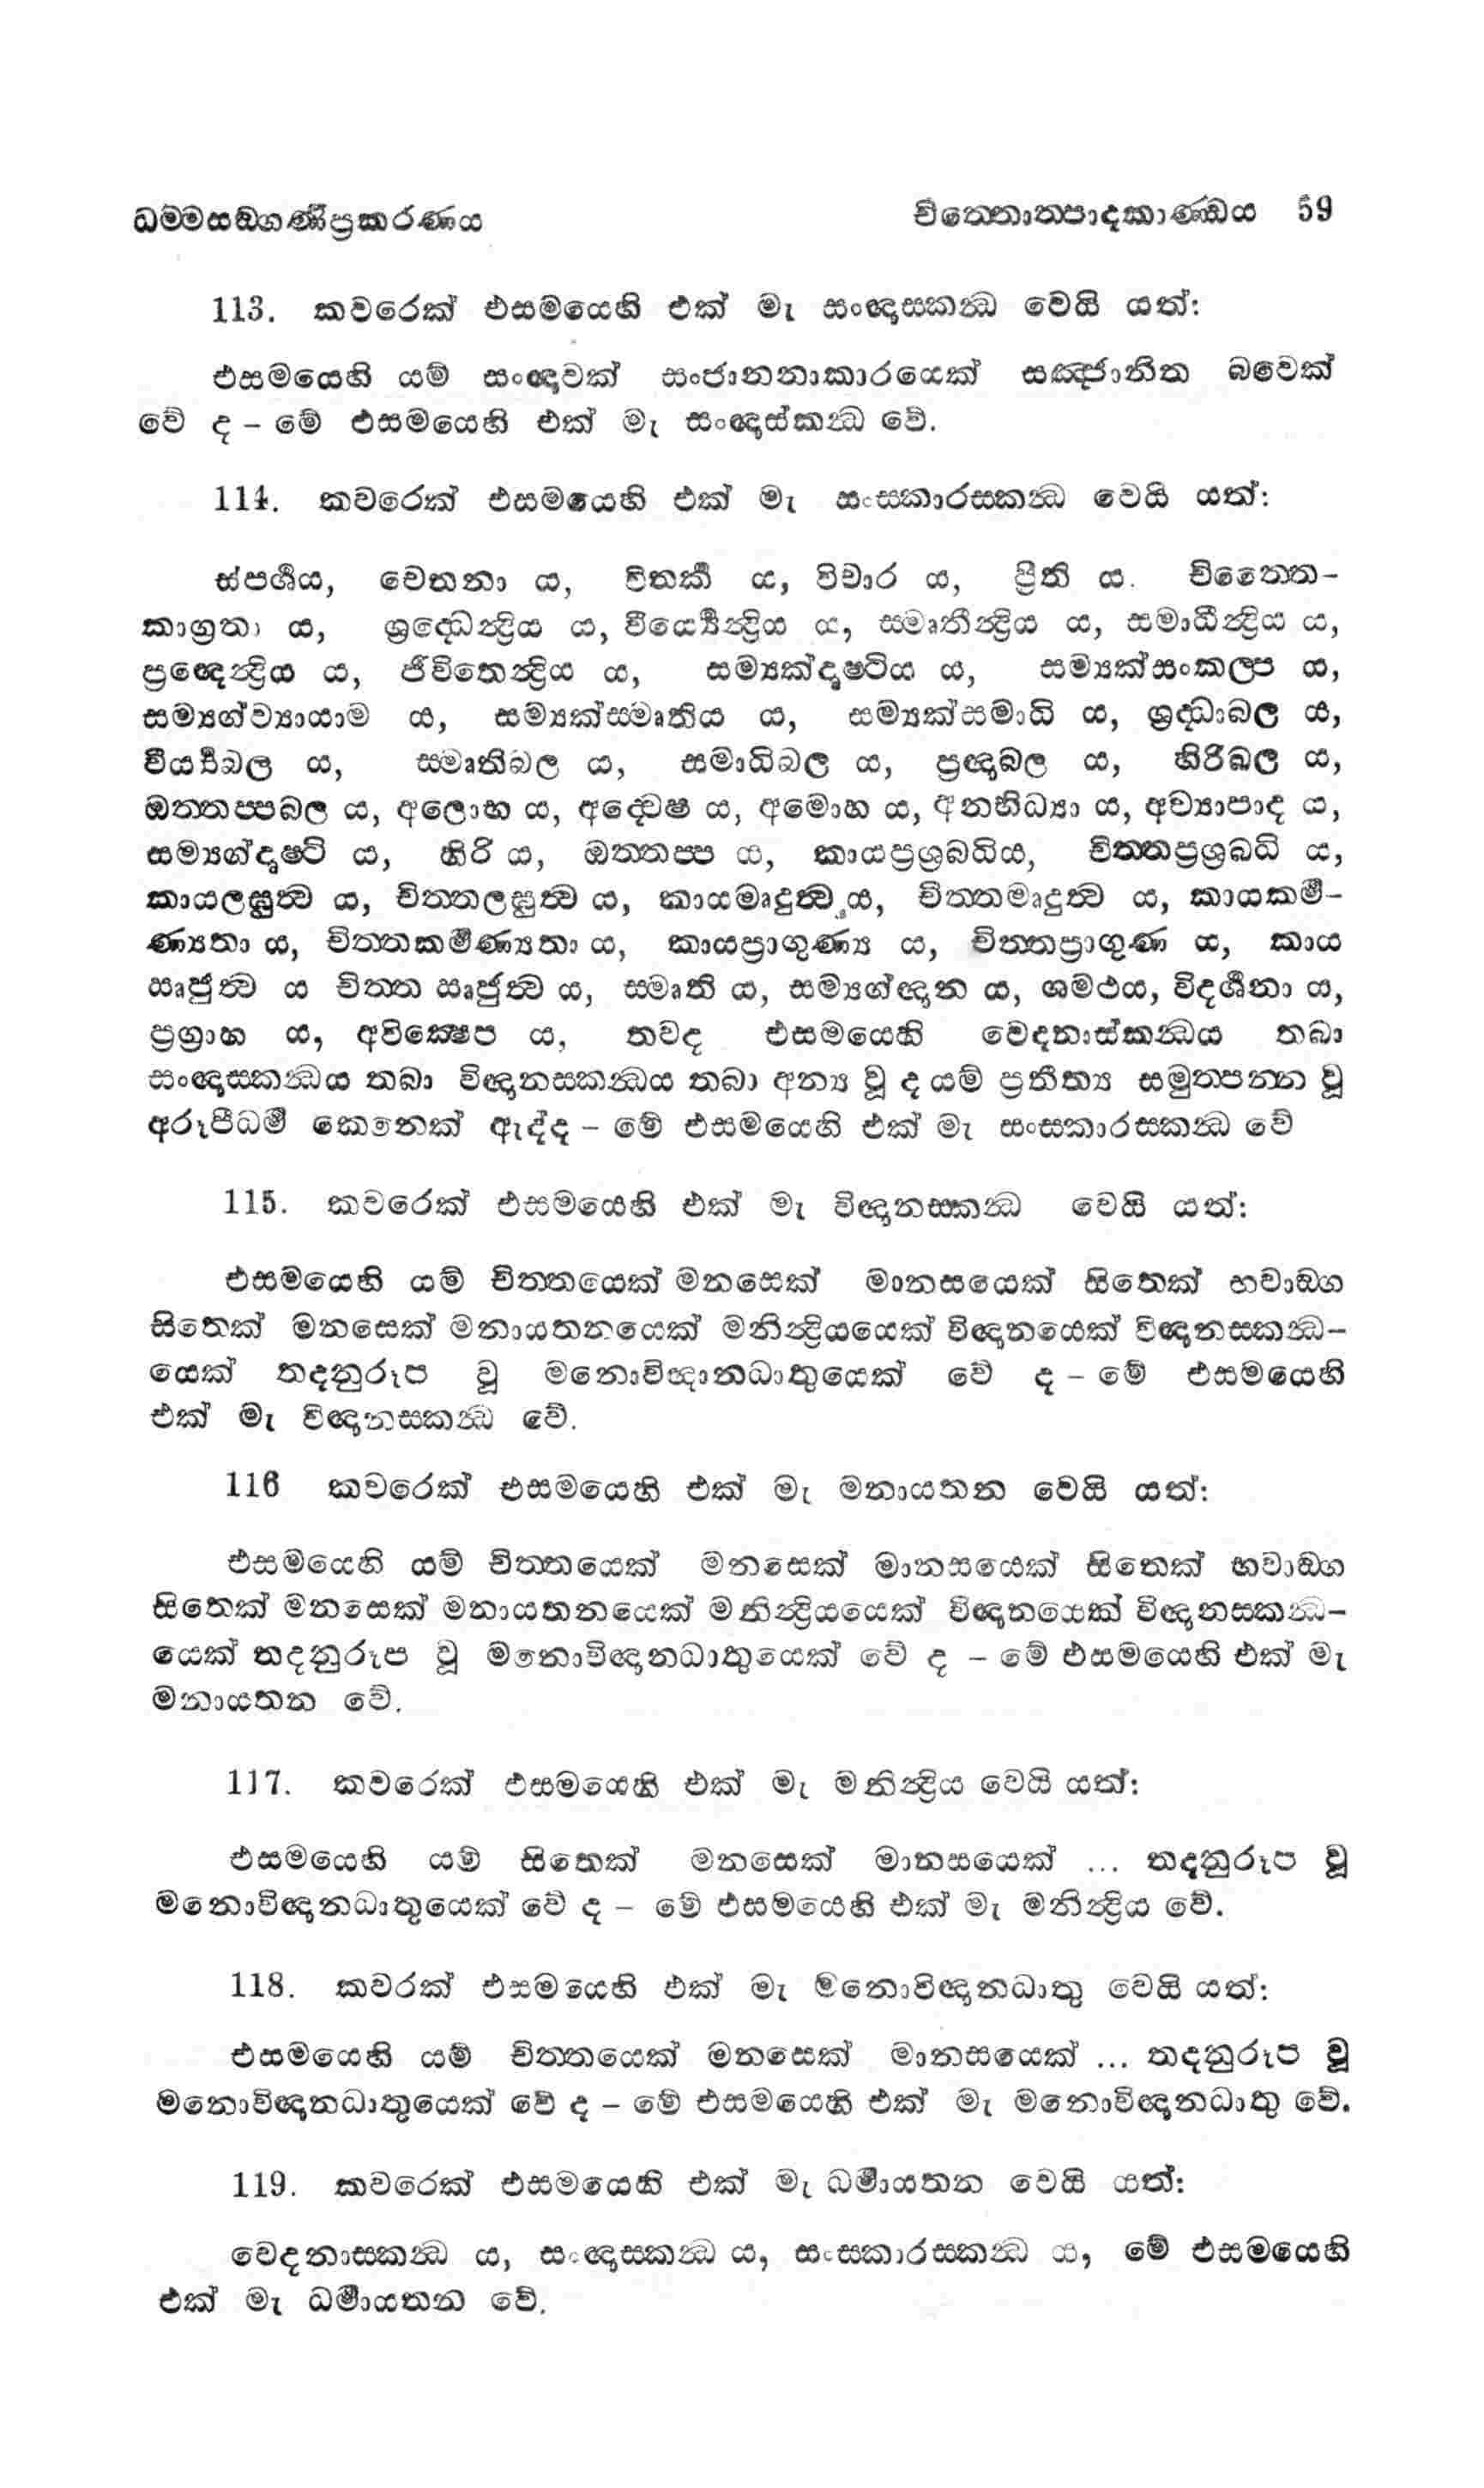 ධම්මසඞ්ගණීප්‍රකරණය
චිත්තොත්පාදකාණ්ඩය 59
113. කවරෙක් එසමයෙහි එක් මැ සංඥාස්කන්‍ධ වෙයි යත්:
එසමයෙහි යම් සංඥාවක් සංජානනාකාරයෙක් සඤ්ජානිත බවෙක්
වේ ද – මේ එසමයෙහි එක් මැ සංඥාස්කන්‍ධ වේ.
114. කවරෙක් එසමයෙහි එක් මැ සංස්කාරස්කන්‍ධ වෙයි යත්:
ස්පර්‍ශය, චෙතනා ය, විතර්‍ක ය, විචාර ය, ප්‍රීති ය. චිත්තෛ-
කාග්‍රතා ය, ශ්‍රද්ධෙන්‍ද්‍රිය ය, වීර්‍ය්‍යෙන්‍ද්‍රිය ය, ස්මෘතීන්‍ද්‍රිය ය, සමාධීන්‍ද්‍රිය ය,
ප්‍රඥෙන්‍ද්‍රිය ය, ජීවිතෙන්‍ද්‍රිය ය, සම්‍යක්දෘෂ්ටිය ය, සම්‍යක්සංකල්ප ය,
සම්‍යග්ව්‍යායාම ය, සම්‍යක්ස්මෘතිය ය, සම්‍යක්සමාධි ය, ශ්‍රද්ධාබල ය,
වීර්‍ය්‍යබල ය, ස්මෘතිබල ය, සමාධිබල ය, ප්‍රඥාබල ය, හිරිබල ය,
ඔත්තප්පබල ය, අලොභ ය, අද්වෙෂ ය, අමොහ ය, අනභිධ්‍යා ය, අව්‍යාපාද ය,
සම්‍යග්දෘෂ්ටි ය, හිරි ය, ඔත්තප්ප ය, කායප්‍රශ්‍රබ්ධිය, චිත්තප්‍රශ්‍රබ්ධි ය,
කායලඝුත්‍ව ය, චිත්තලඝුත්‍ව ය, කායමෘදුත්‍ව ය, චිත්තමෘදුත්‍ව ය, කායකර්‍ම-
ණ්‍යතා ය, චිත්තකර්‍මණ්‍යතා ය, කායප්‍රාගුණ්‍ය ය, චිත්තප්‍රාගුණ ය, කාය
ඍජුත්‍ව ය චිත්ත ඍජුත්‍ව ය, ස්මෘති ය, සම්‍යග්ඥාන ය, ශමථය, විදර්‍ශනා ය,
ප්‍රග්‍රාහ ය, අවික්‍ෂෙප ය, තවද එසමයෙහි වෙදනාස්කන්‍ධය තබා
සංඥාස්කන්‍ධය තබා විඥානස්කන්‍ධය තබා අන්‍ය වූ ද යම් ප්‍රතීත්‍ය සමුත්පන්න වූ
අරූපීධර්‍ම කෙනෙක් ඇද්ද – මේ එසමයෙහි එක් මැ සංස්කාරස්කන්‍ධ වේ
115. කවරෙක් එසමයෙහි එක් මැ විඥානස්කන්‍ධ වෙයි යත්:
එසමයෙහි යම් චිත්තයෙක් මනසෙක් මානසයෙක් සිතෙක් භවාඞ්ග
සිතෙක් මනසෙක් මනායතනයෙක් මනින්‍ද්‍රියයෙක් විඥානයෙක් විඥානස්කන්‍ධ-
යෙක් තදනුරූප වූ මනොවිඤානධාතුයෙක් වේ ද – මේ එසමයෙහි
එක් මැ විඥානස්කන්‍ධ වේ.
116 කවරෙක් එසමයෙහි එක් මැ මනායතන වෙයි යත්:
එසමයෙහි යම් චිත්තයෙක් මනසෙක් මානසයෙක් සිතෙක් භවාඞ්ග
සිතෙක් මනසෙක් මනායතනයෙක් මනින්‍ද්‍රියයෙක් විඥානයෙක් විඥානස්කන්‍ධ-
යෙක් තදනුරූප වූ මනොවිඥානධාතුයෙක් වේ ද – මේ එසමයෙහි එක් මැ
මනායතන වේ.
117. කවරෙක් එසමයෙහි එක් මැ මනින්‍ද්‍රිය වෙයි යත්:
එසමයෙහි යම් සිතෙක් මනසෙක් මානසයෙක් ... තදනුරූප වූ
මනොවිඥානධාතුයෙක් වේ ද – මේ එසමයෙහි එක් මැ මනින්‍ද්‍රිය වේ.
118. කවරක් එසමයෙහි එක් මැ මනොවිඥානධාතු වෙයි යත්:
එසමයෙහි යම් චිත්තයෙක් මනසෙක් මානසයෙක් ... තදනුරූප වූ
මනොවිඥානධාතුයෙක් වේ ද – මේ එසමයෙහි එක් මැ මනොවිඥානධාතු වේ.
119. කවරෙක් එසමයෙහි එක් මැ ධර්‍මායතන වෙයි යත්:
වෙදනාස්කන්‍ධ ය, සංඥාස්කන්‍ධ ය, සංස්කාරස්කන්‍ධ ය, මේ එසමයෙහි
එක් මැ ධර්‍මායතන වේ.